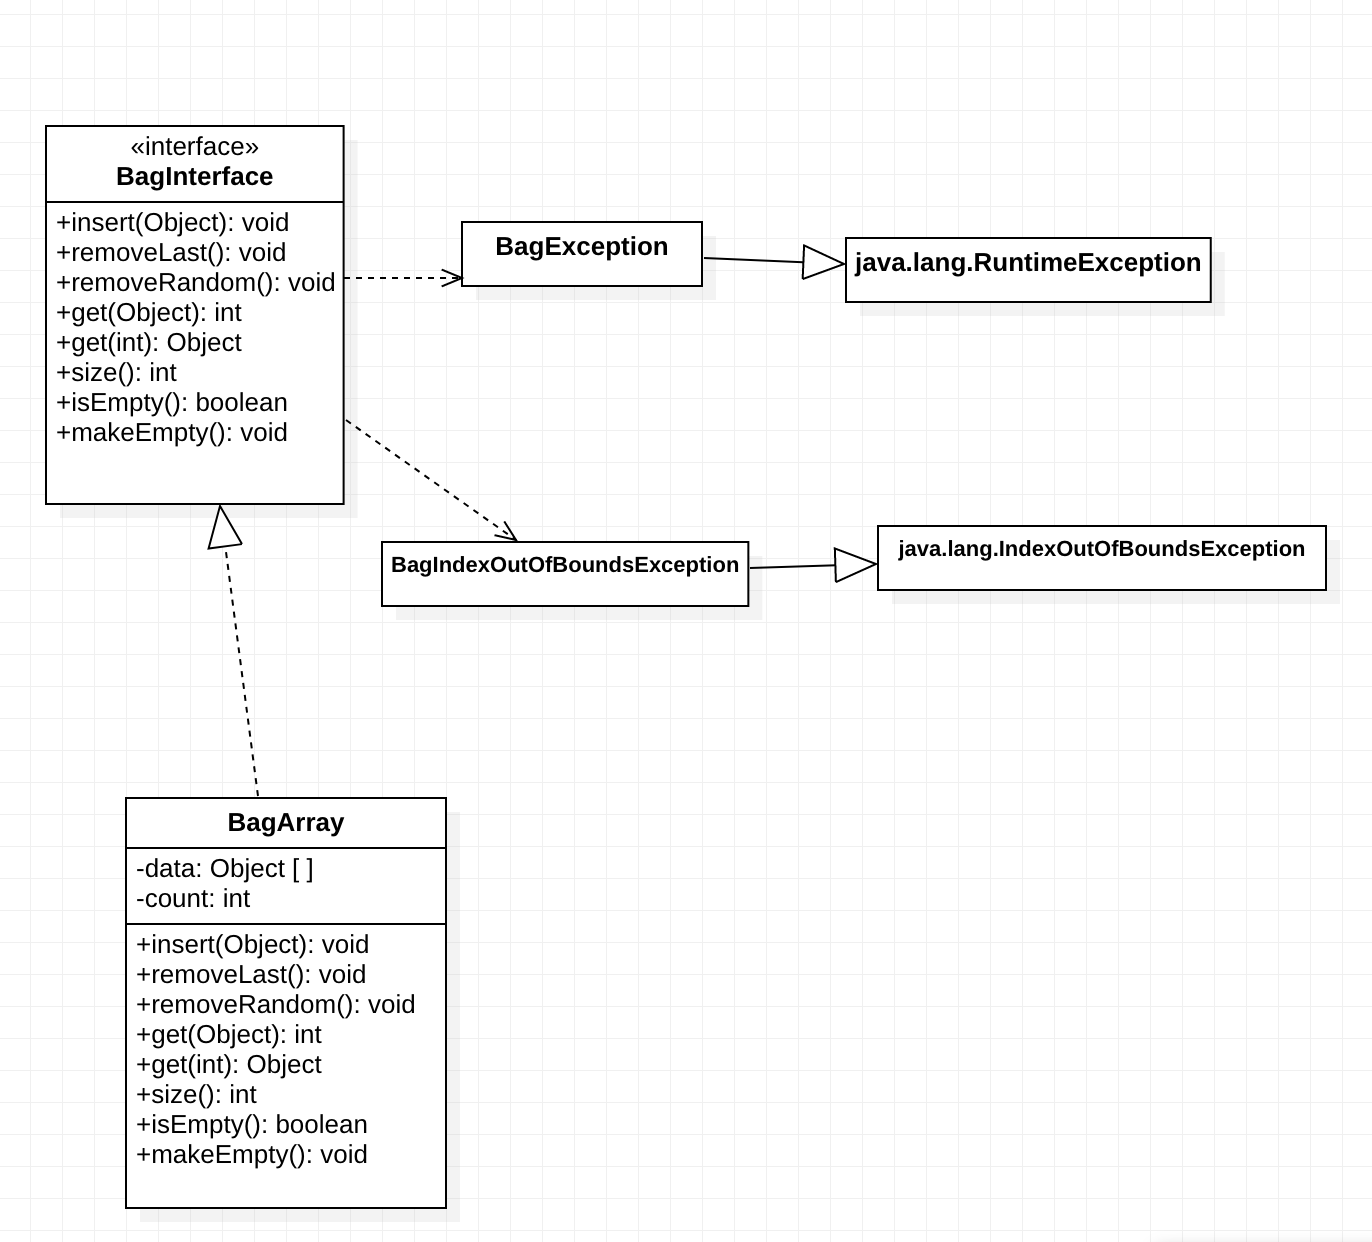 «interface»
BagInterface
+insert(Object): void
+removeLast(): void
+removeRandom(): void
+get(Object): int
+get(int): Object
+size(): int
+isEmpty(): boolean
+makeEmpty(): void
BagException
java.lang.RuntimeException
BagIndexOutOfBoundsException
java.lang.IndexOutOfBoundsException
BagArray
-data: Object [ ]
-count: int
+insert(Object): void
+removeLast(): void
+removeRandom(): void
+get(Object): int
+get(int): Object
+size(): int
+isEmpty(): boolean
+makeEmpty(): void